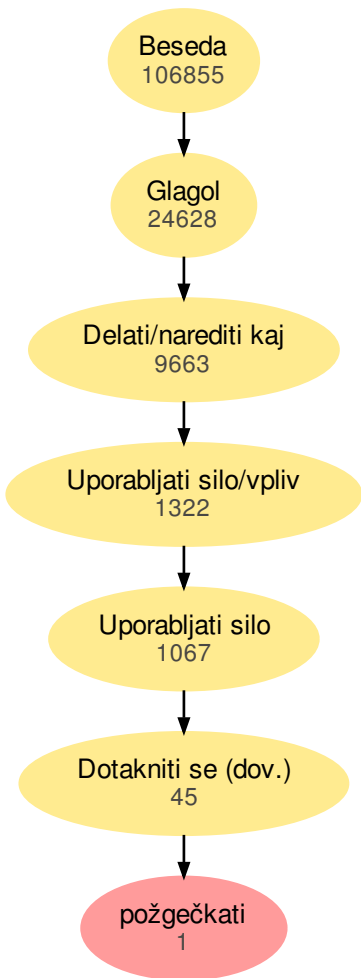 Beseda
106855
Glagol
24628
Delati/narediti kaj
9663
Uporabljati silo/vpliv
1322
Uporabljati silo
1067
Dotakniti se (dov.)
45
požgečkati
1